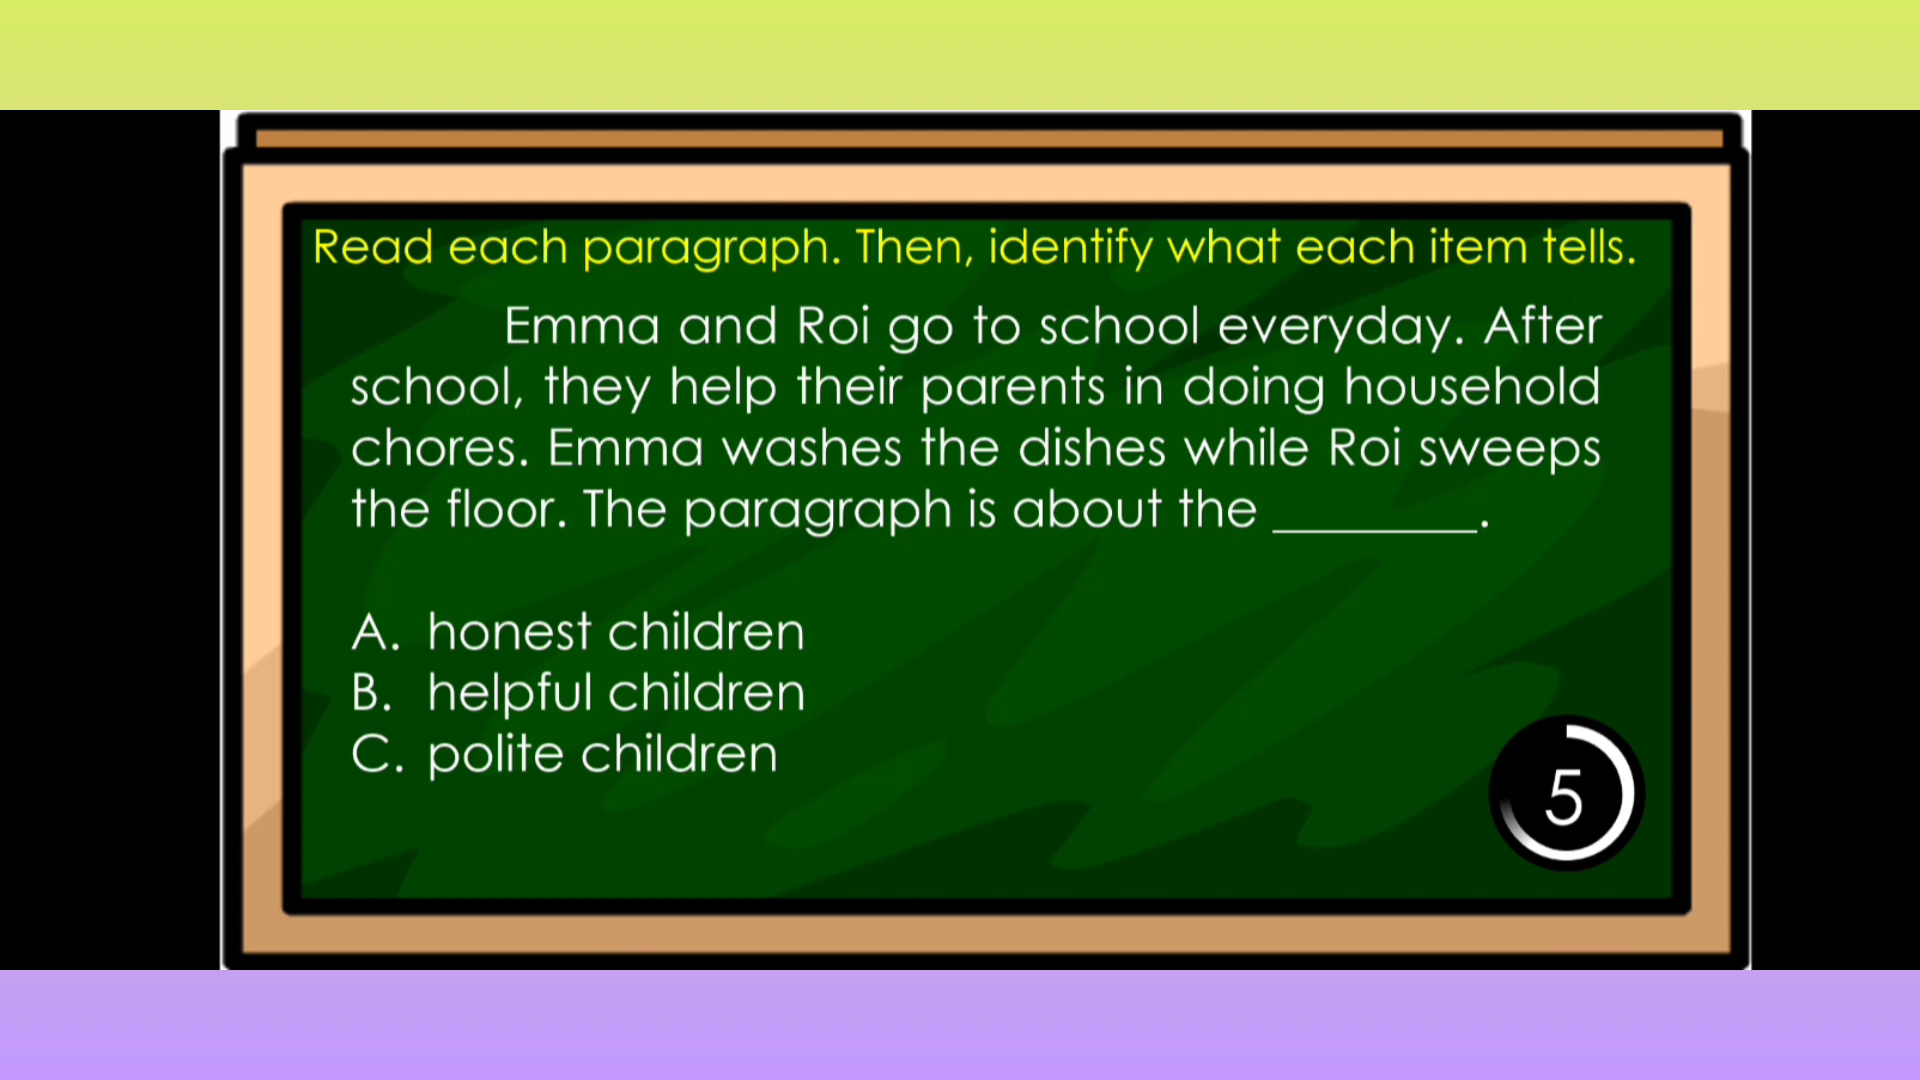 Read each paragraph. Then, identify what each item tells.
Emma and Roi go to school everyday. After
school, they help their parents in doing household
chores. Emma washes the dishes while Roi sweeps
the floor. The paragraph is about the ________.
A. honest children
B. helpful children
C. polite children
5